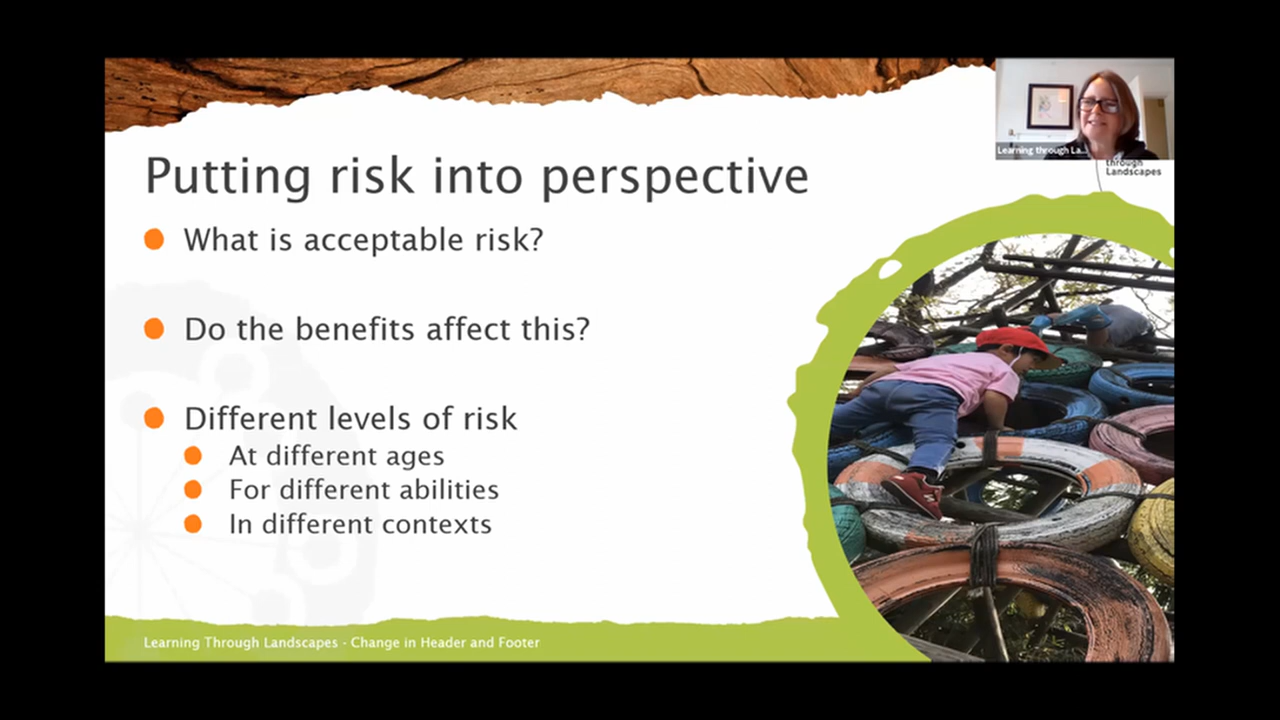 Learning through La...
through
Landscapes
Putting risk into perspective
What is acceptable risk?
Do the benefits affect this?
Different levels of risk
At different ages
For different abilities
In different contexts
Learning Through Landscapes - Change in Header and Footer